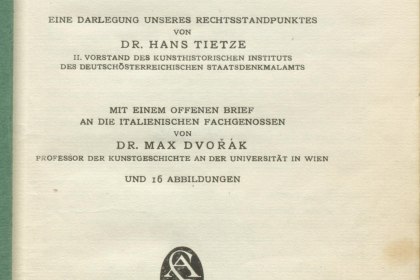 EINE DARLEGUNG UNSERES RECHTSSTANDPUNKTES
VON
DR. HANS TIETZE
II. VORSTAND DES KUNSTHISTORISCHEN INSTITUTS
DES DEUTSCHÖSTERREICHISCHEN STAATSDENKMALAMTS
MIT EINEM OFFENEN BRIEF
AN DIE ITALIENISCHEN FACHGENOSSEN
VON
DR. MAX DVOŘÁK
PROFESSOR DER KUNSTGESCHICHTE AN DER UNIVERSITÄT IN WIEN
UND 16 ABBILDUNGEN